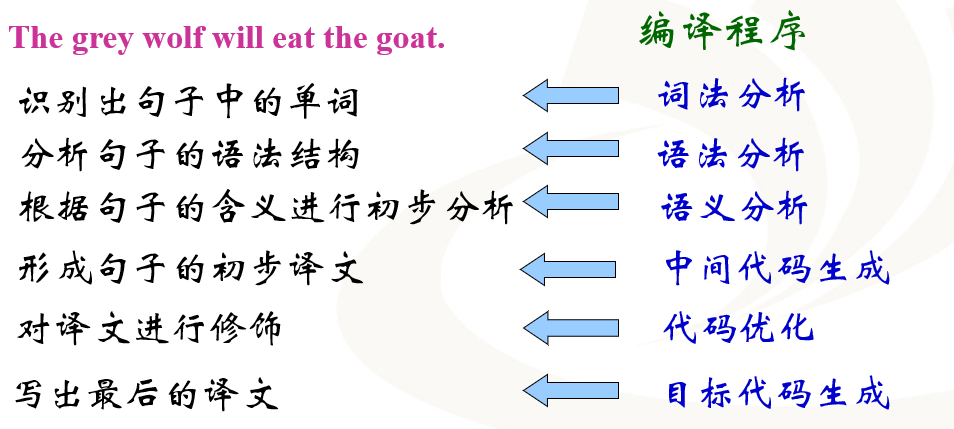 The grey wolf will eat the goat. 编译程序
识别出句子中的单词 词法分析
分析句子的语法结构 语法分析
根据句子的含义进行初步分析 语义分析
形成句子的初步译文 中间代码生成
对译文进行修饰 代码优化
写出最后的译文 目标代码生成